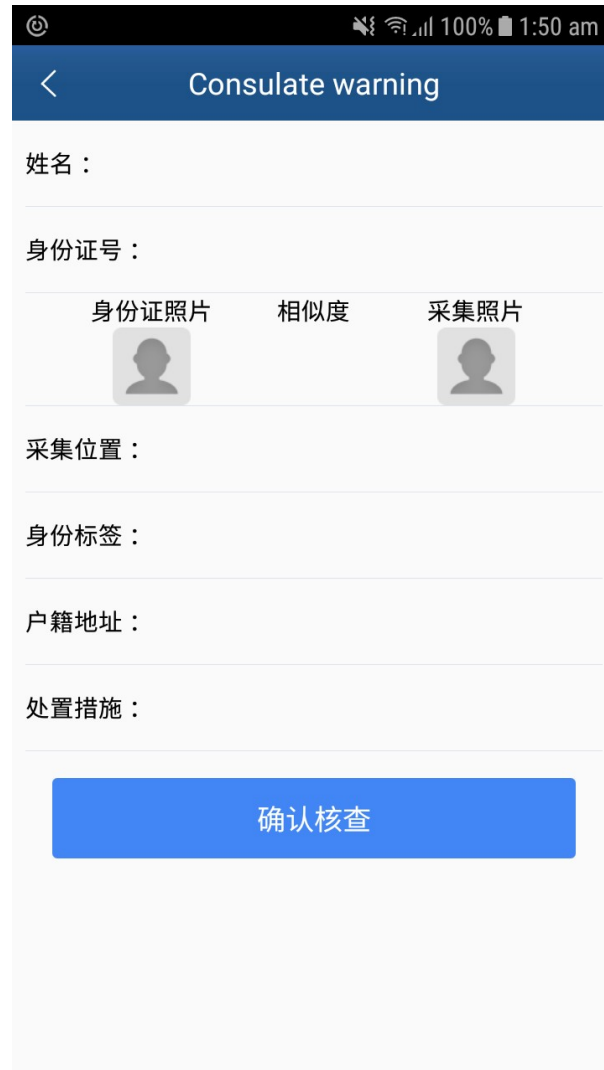 100% 1:50 am
Consulate warning
姓名：
身份证号：
身份证照片 相似度 采集照片
采集位置：
身份标签：
户籍地址：
处置措施：
确认核查